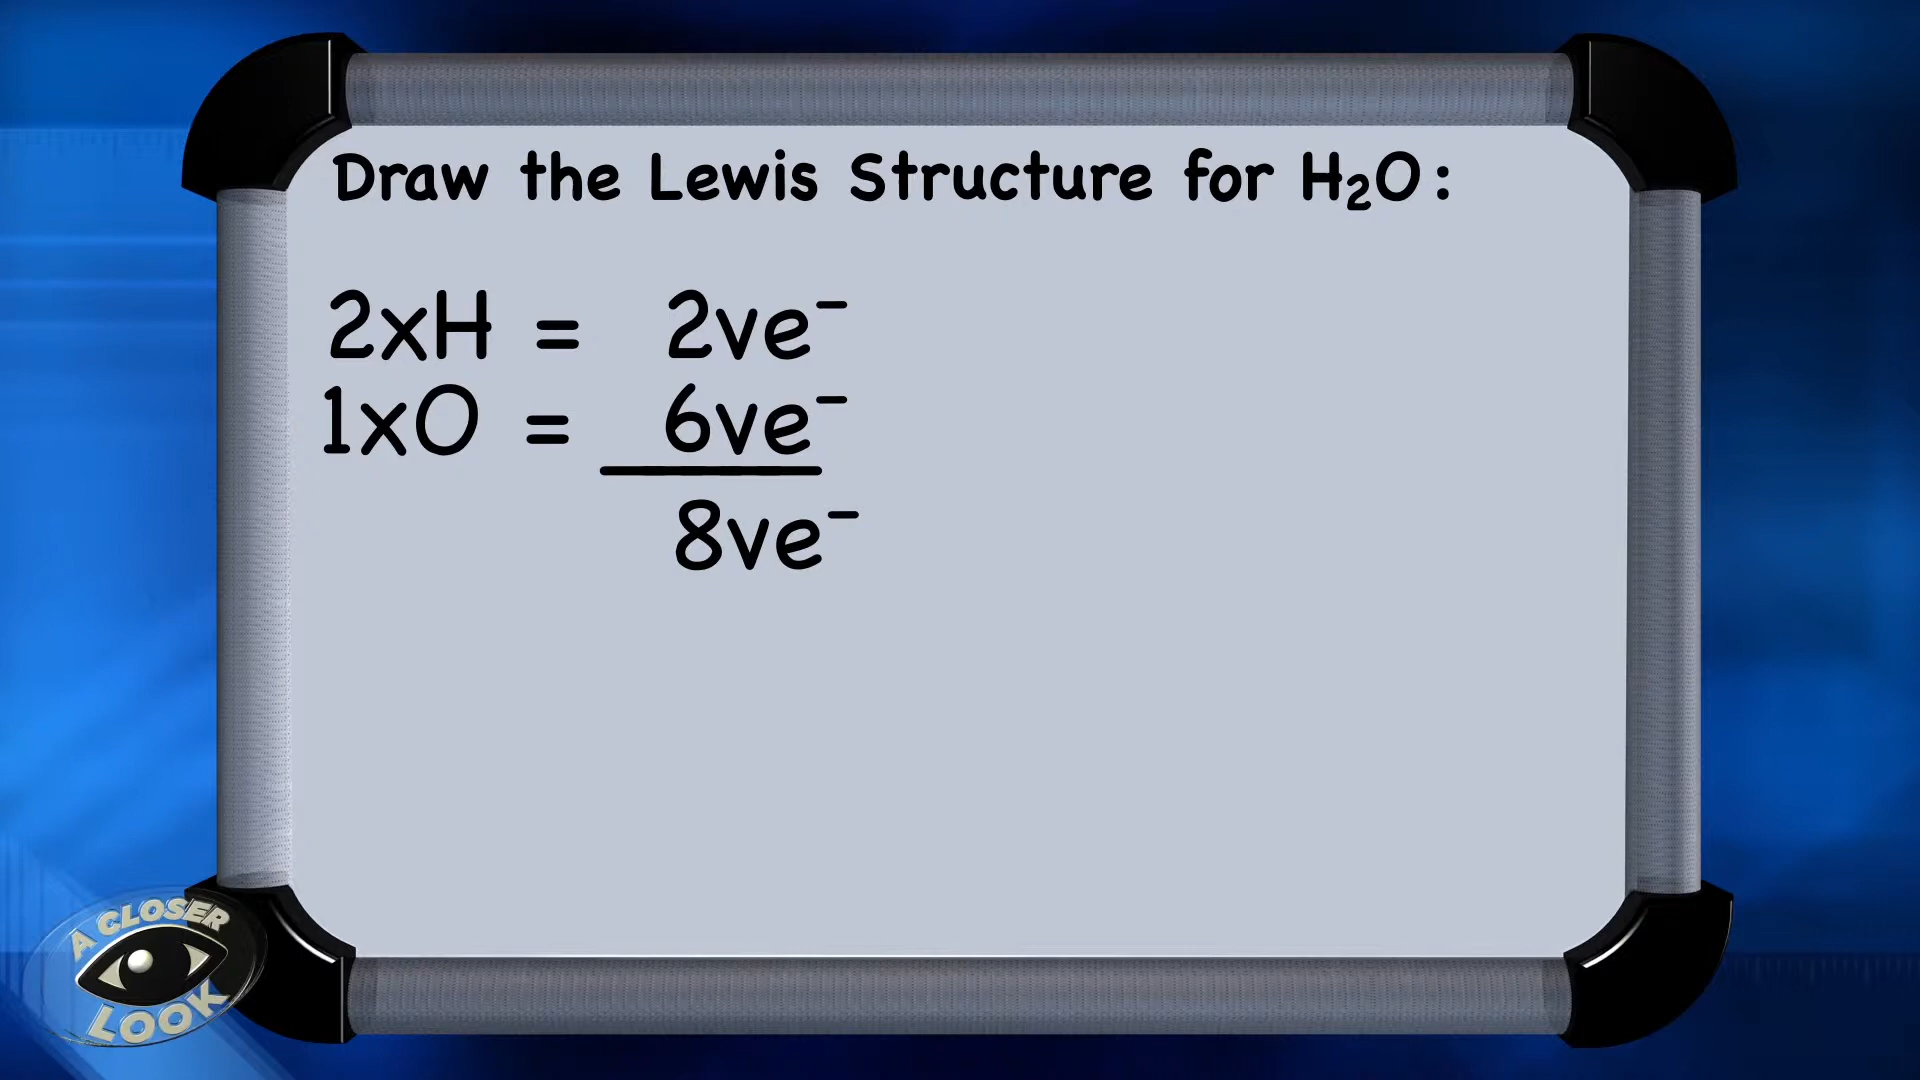 Draw the Lewis Structure for H₂O:
2xH = 2ve⁻
1xO = 6ve⁻
8ve⁻
A CLOSER
LOOK